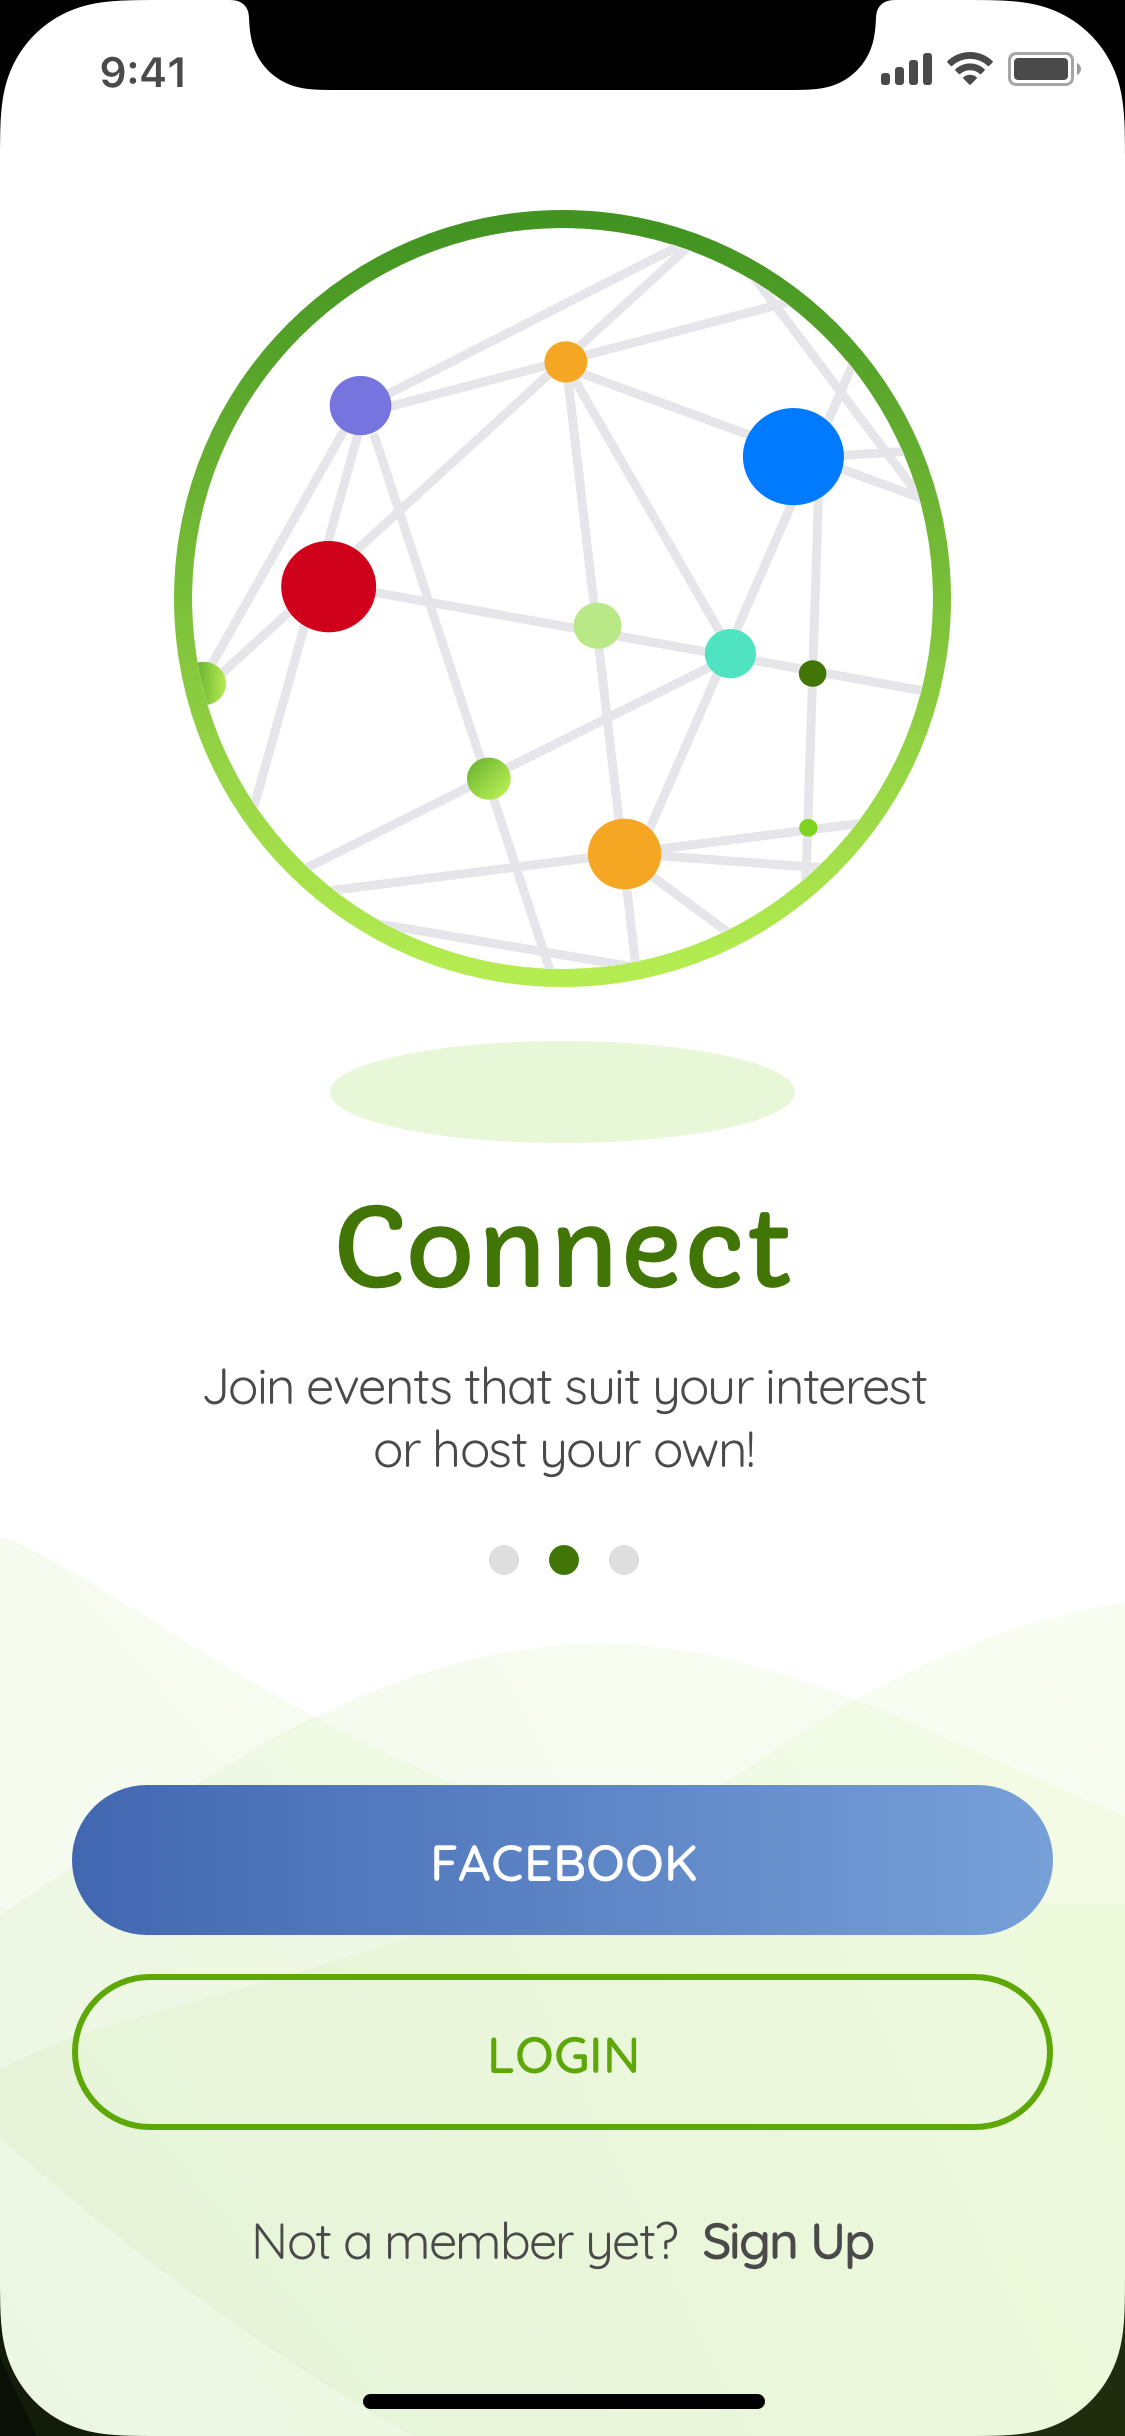 9:41
Connect
Join events that suit your interest
or host your own!
FACEBOOK
LOGIN
Not a member yet? Sign Up